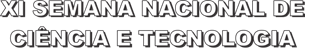 XI SEMANA NACIONAL DE
CIÊNCIA E TECNOLOGIA